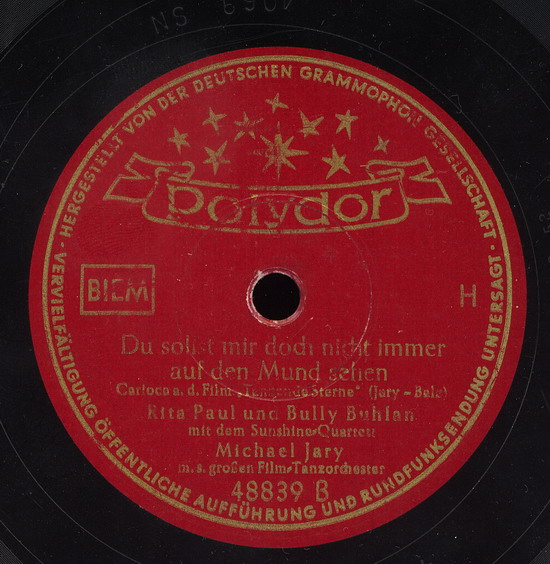 HERGESTELLT VON DER DEUTSCHEN GRAMMOPHON GESELLSCHAFT · VERVIELFÄLTIGUNG ÖFFENTLICHE AUFFÜHRUNG UND RUNDFUNKSENDUNG UNTERSAGT ·
Polydor
BIEM
H
Du sollst mir doch nicht immer
auf den Mund sehen
Carioca a. d. Film „Tanzende Sterne" (Jary – Balz)
Rita Paul und Bully Buhlan
mit dem Sunshine-Quartett
Michael Jary
m. s. großen Film-Tanzorchester
48839 B